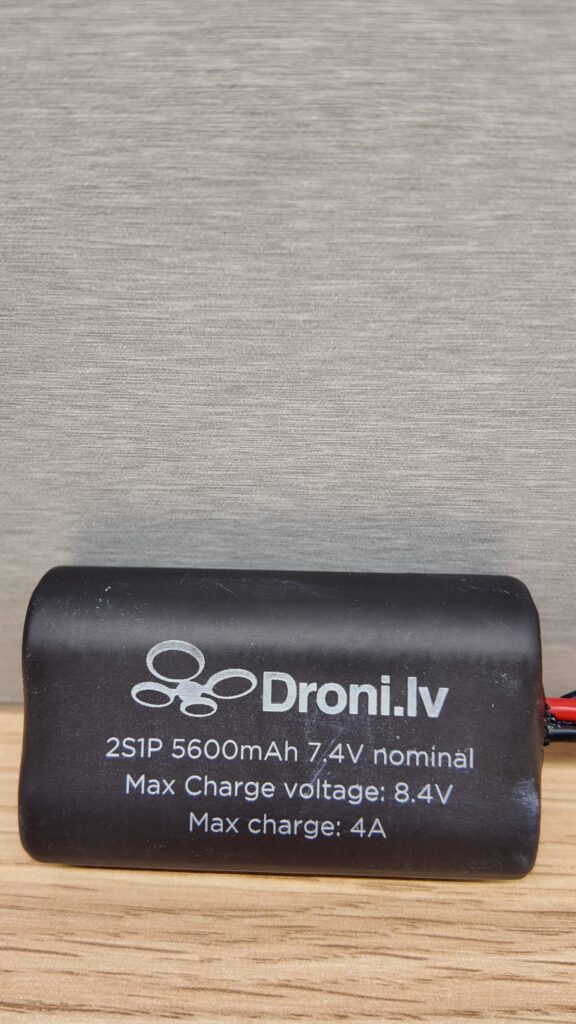 Droni.lv
2S1P 5600mAh 7.4V nominal
Max Charge voltage: 8.4V
Max charge: 4A